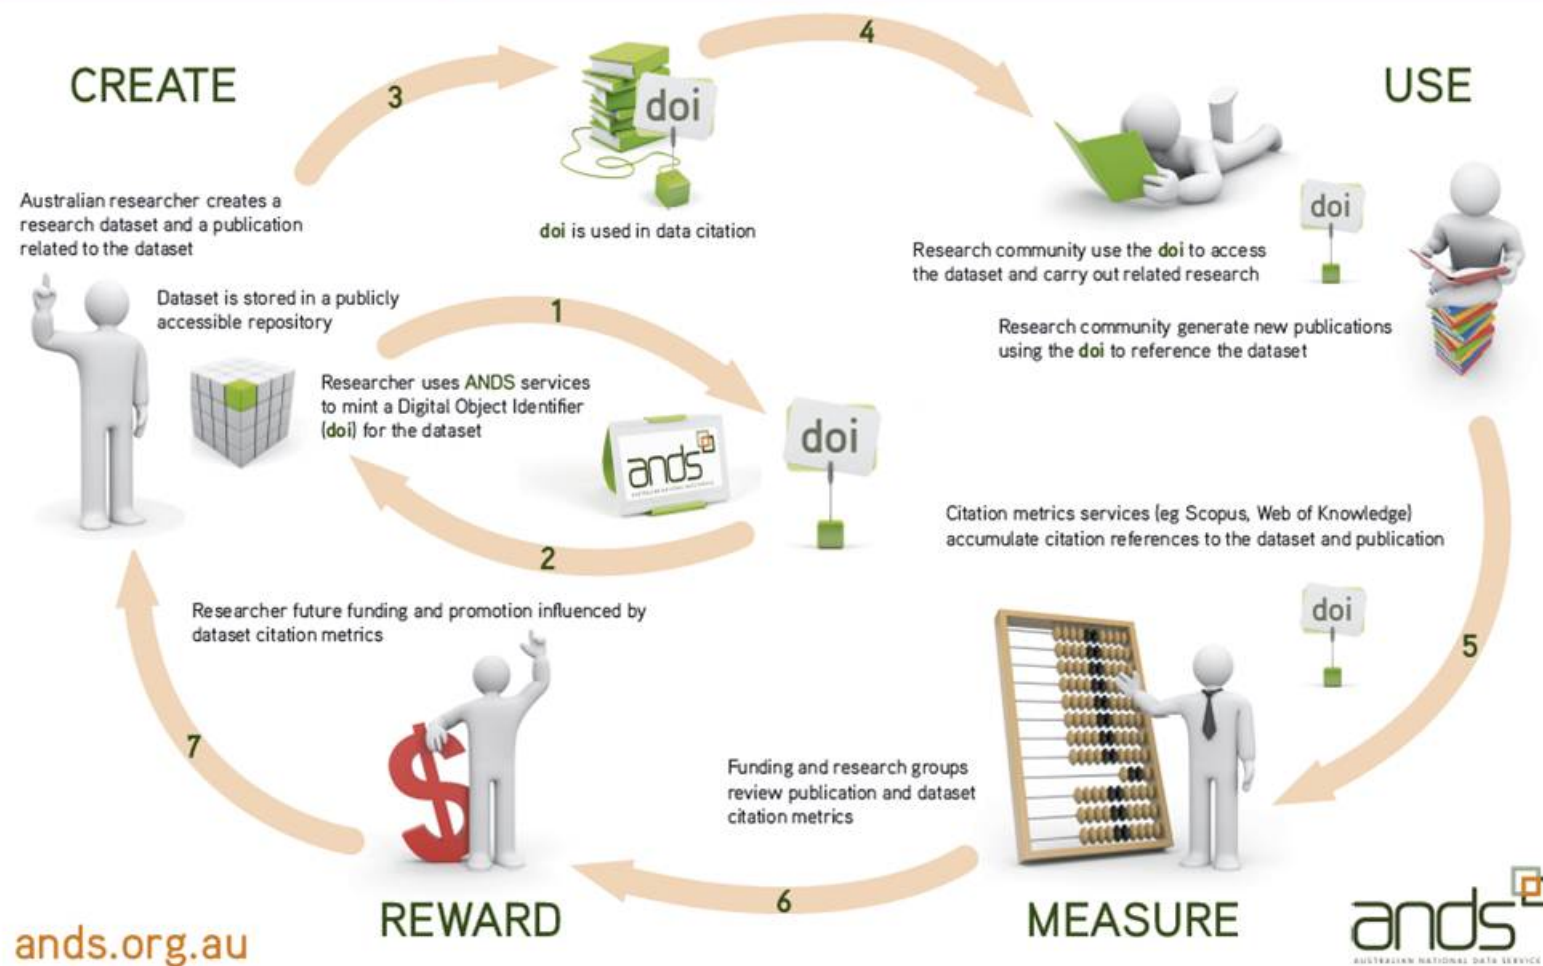 CREATE
3
4
USE
doi
Australian researcher creates a
research dataset and a publication
related to the dataset
doi is used in data citation
doi
Research community use the doi to access
the dataset and carry out related research
Dataset is stored in a publicly
accessible repository
1
Research community generate new publications
using the doi to reference the dataset
Researcher uses ANDS services
to mint a Digital Object Identifier
(doi) for the dataset
ands
doi
2
Citation metrics services (eg Scopus, Web of Knowledge)
accumulate citation references to the dataset and publication
doi
5
Researcher future funding and promotion influenced by
dataset citation metrics
7
$
Funding and research groups
review publication and dataset
citation metrics
6
REWARD
MEASURE
ands.org.au
ands
AUSTRALIAN NATIONAL DATA SERVICE